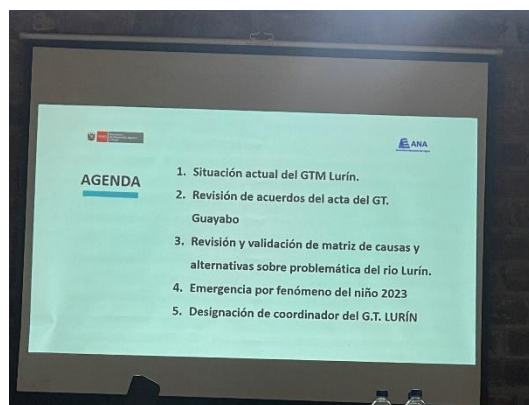 PERÚ
ANA
AGENDA
1. Situación actual del GTM Lurín.
2. Revisión de acuerdos del acta del GT.
Guayabo
3. Revisión y validación de matriz de causas y
alternativas sobre problemática del rio Lurín.
4. Emergencia por fenómeno del niño 2023
5. Designación de coordinador del G.T. LURÍN